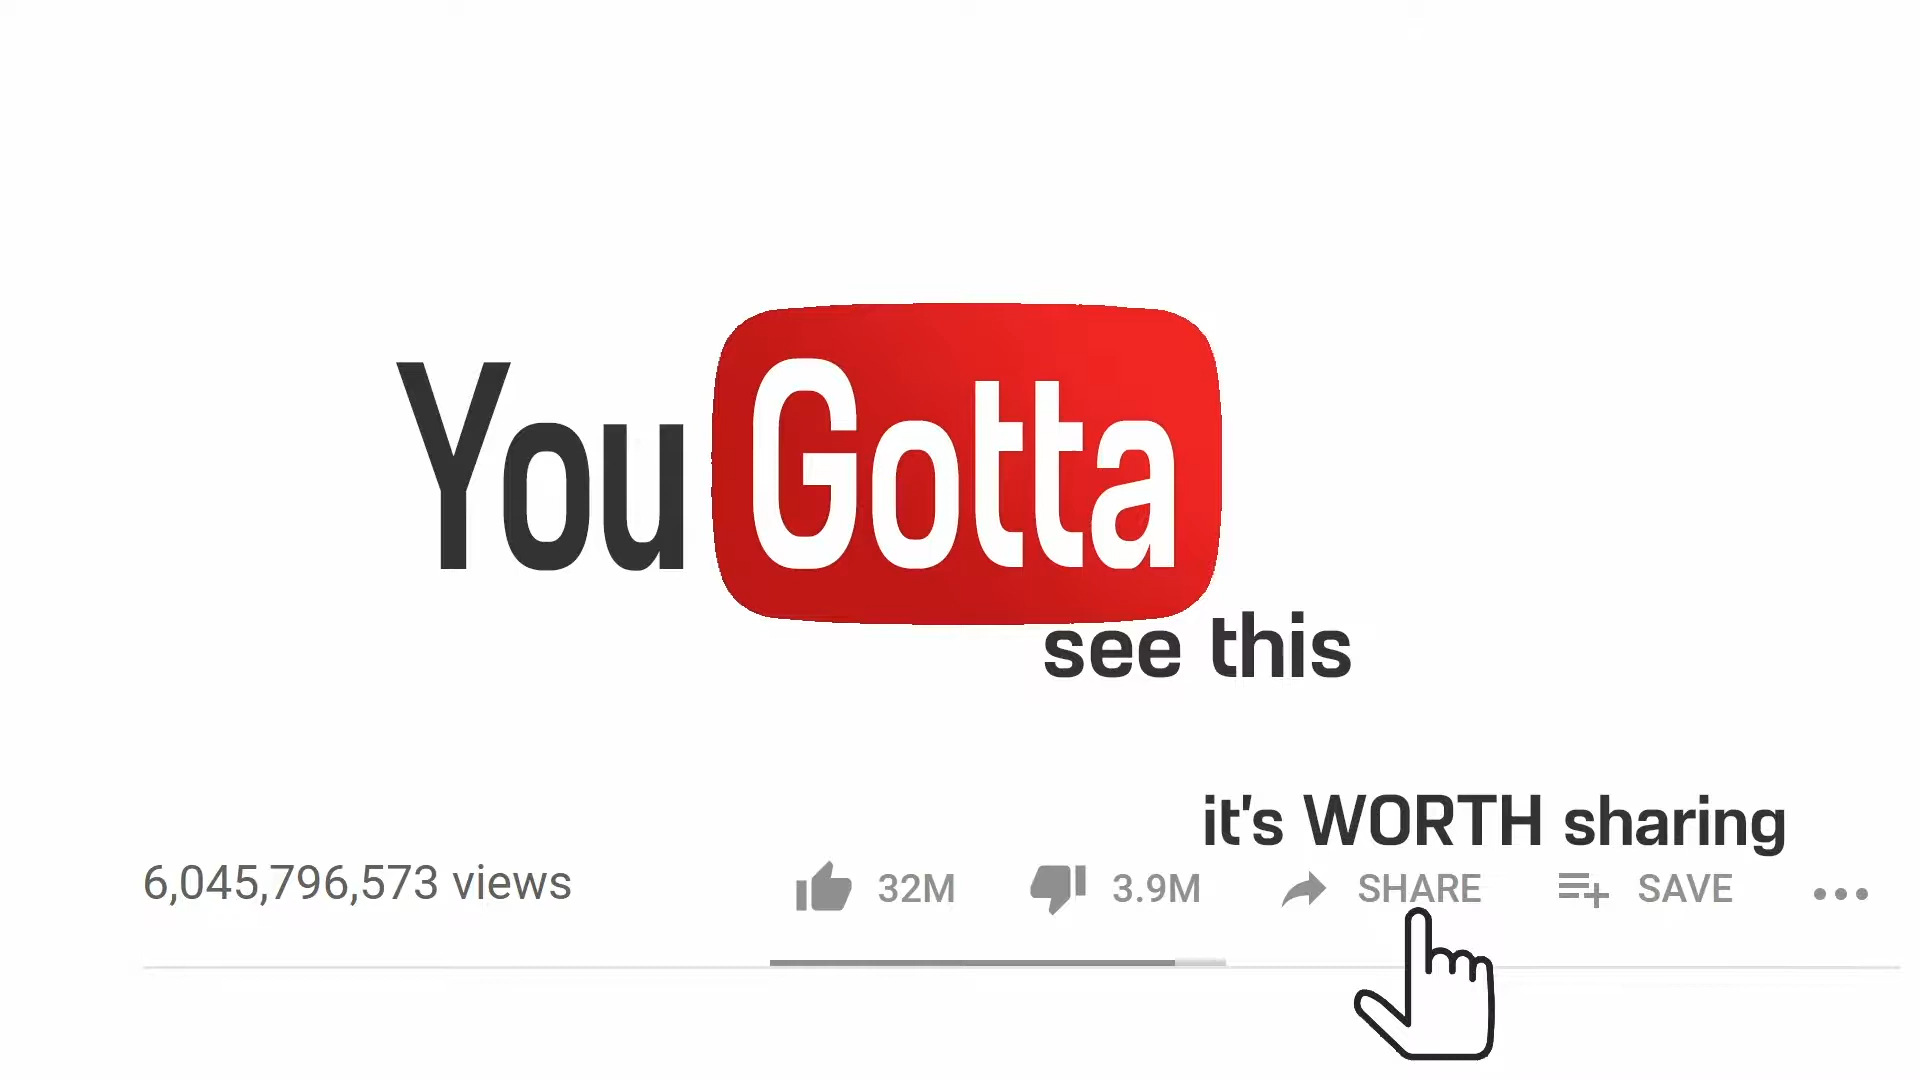 You Gotta
see this
it's WORTH sharing
6,045,796,573 views 32M 3.9M SHARE SAVE